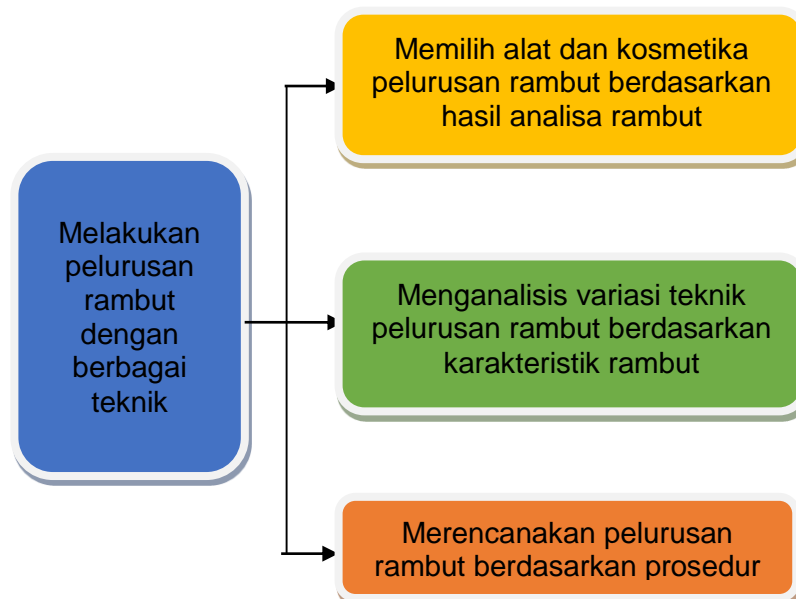 Memilih alat dan kosmetika
pelurusan rambut berdasarkan
hasil analisa rambut
Melakukan
pelurusan
rambut
dengan
berbagai
teknik
Menganalisis variasi teknik
pelurusan rambut berdasarkan
karakteristik rambut
Merencanakan pelurusan
rambut berdasarkan prosedur